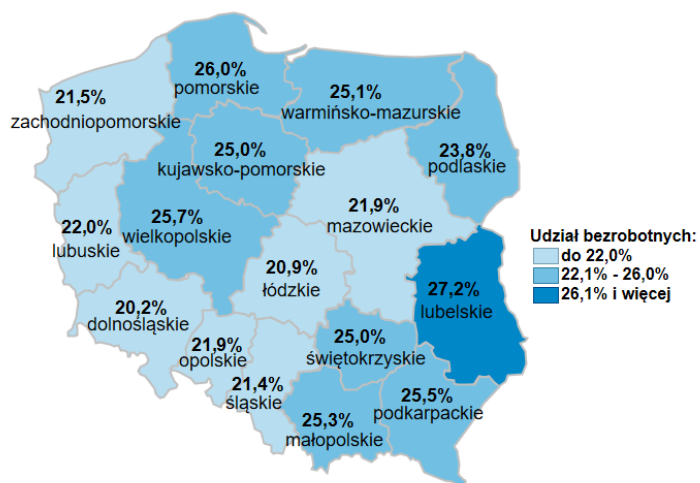 26,0%
pomorskie
21,5%
zachodniopomorskie
25,1%
warmińsko-mazurskie
23,8%
podlaskie
25,0%
kujawsko-pomorskie
21,9%
mazowieckie
25,7%
wielkopolskie
22,0%
lubuskie
20,9%
łódzkie
27,2%
lubelskie
20,2%
dolnośląskie
21,9%
opolskie
21,4%
śląskie
25,0%
świętokrzyskie
25,3%
małopolskie
25,5%
podkarpackie
Udział bezrobotnych:
do 22,0%
22,1% - 26,0%
26,1% i więcej